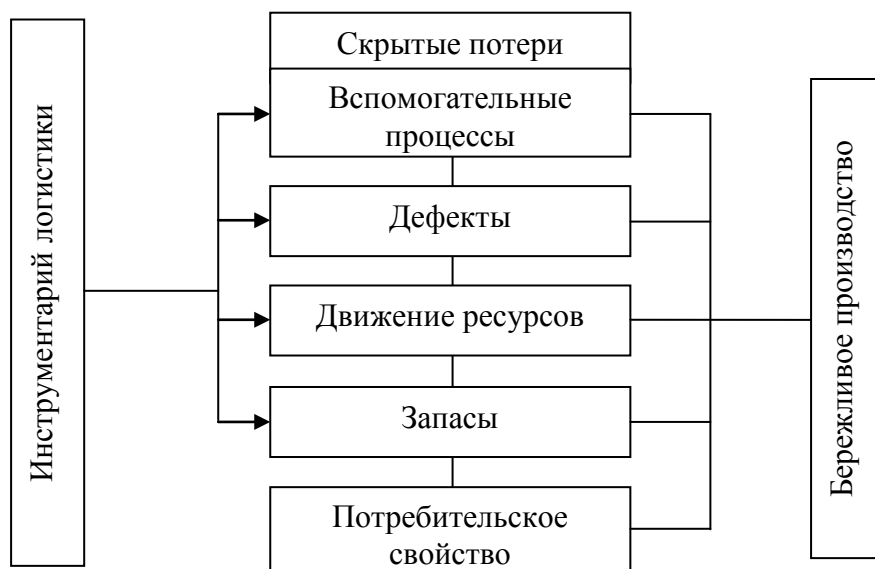 Инструментарий логистики
Скрытые потери
Вспомогательные
процессы
Дефекты
Движение ресурсов
Запасы
Потребительское
свойство
Бережливое производство